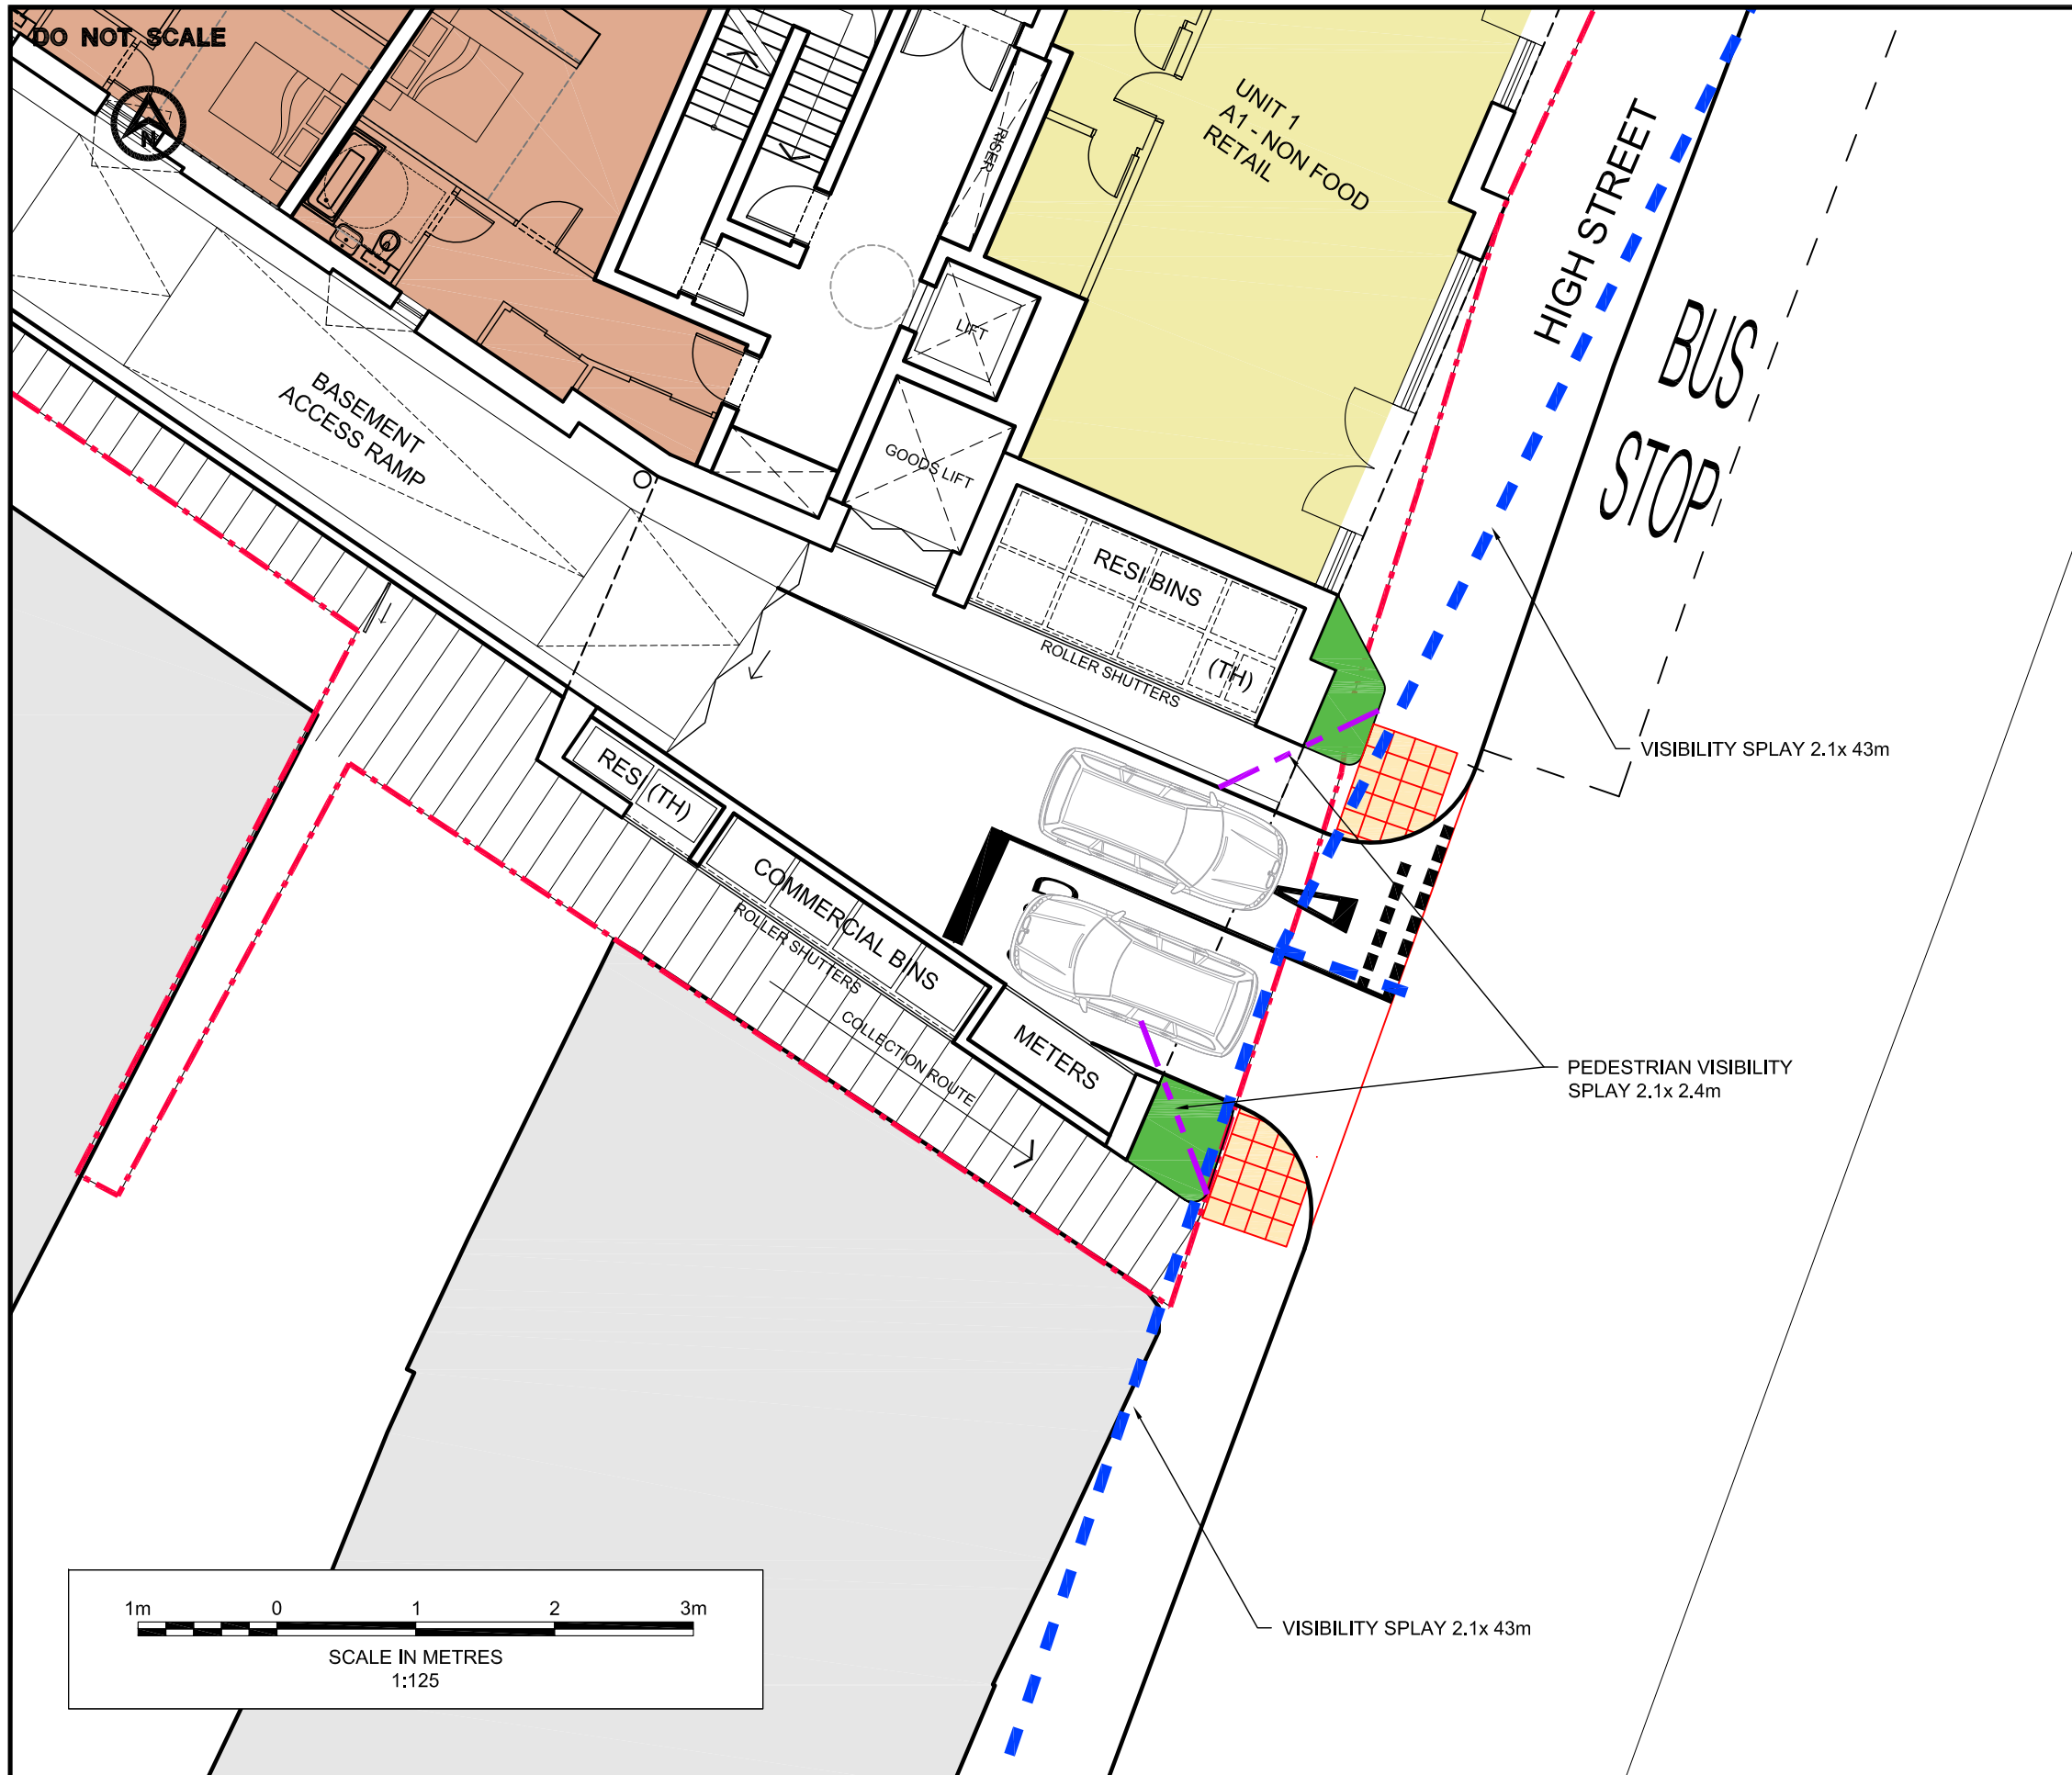 DO NOT SCALE
N
UNIT 1
A1 - NON FOOD
RETAIL
RISER
HIGH STREET
BUS
STOP
LIFT
GOODS LIFT
BASEMENT
ACCESS RAMP
RESI BINS
(TH)
ROLLER SHUTTERS
VISIBILITY SPLAY 2.1x 43m
RESI (TH)
COMMERCIAL BINS
ROLLER SHUTTERS
COLLECTION ROUTE
METERS
PEDESTRIAN VISIBILITY
SPLAY 2.1x 2.4m
VISIBILITY SPLAY 2.1x 43m
1m 0 1 2 3m
SCALE IN METRES
1:125